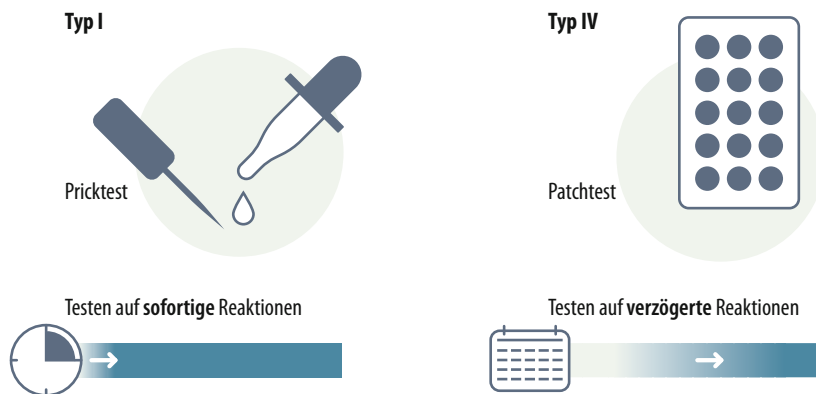 Typ I
Pricktest
Testen auf sofortige Reaktionen
Typ IV
Patchtest
Testen auf verzögerte Reaktionen